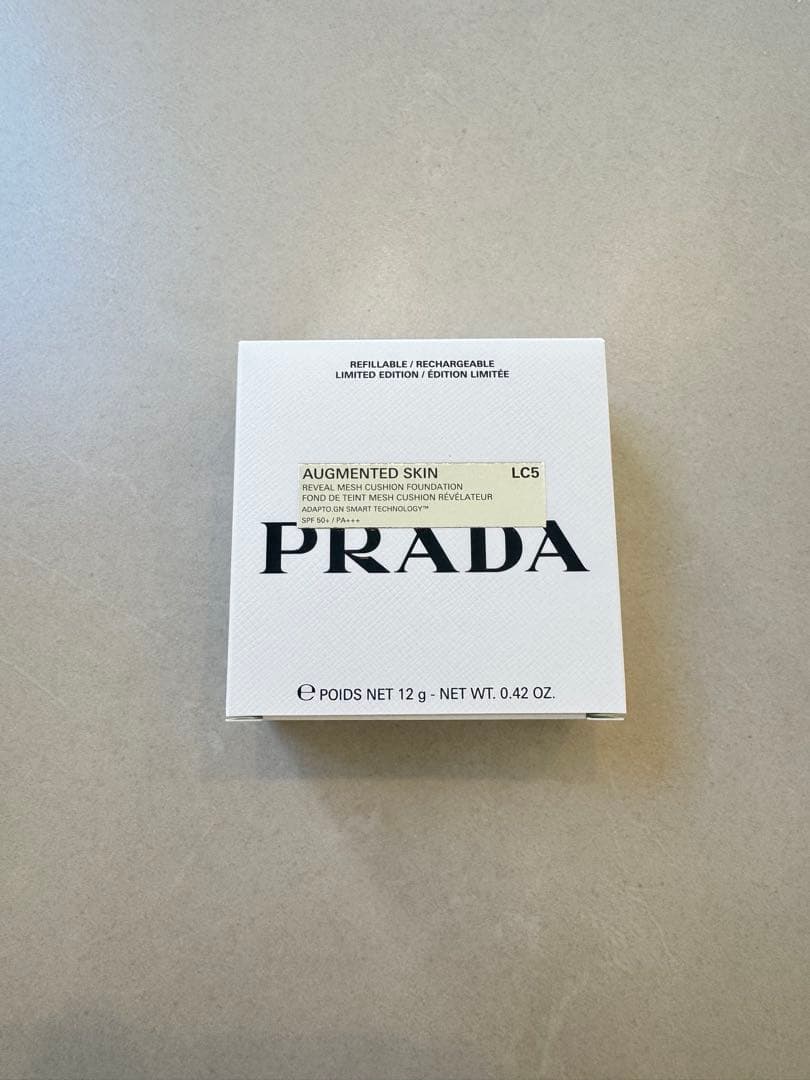 REFILLABLE / RECHARGEABLE
LIMITED EDITION / ÉDITION LIMITÉE
AUGMENTED SKIN LC5
REVEAL MESH CUSHION FOUNDATION
FOND DE TEINT MESH CUSHION RÉVÉLATEUR
ADAPTO.GN SMART TECHNOLOGY™
SPF 50+ / PA+++
PRADA
℮ POIDS NET 12 g - NET WT. 0.42 OZ.